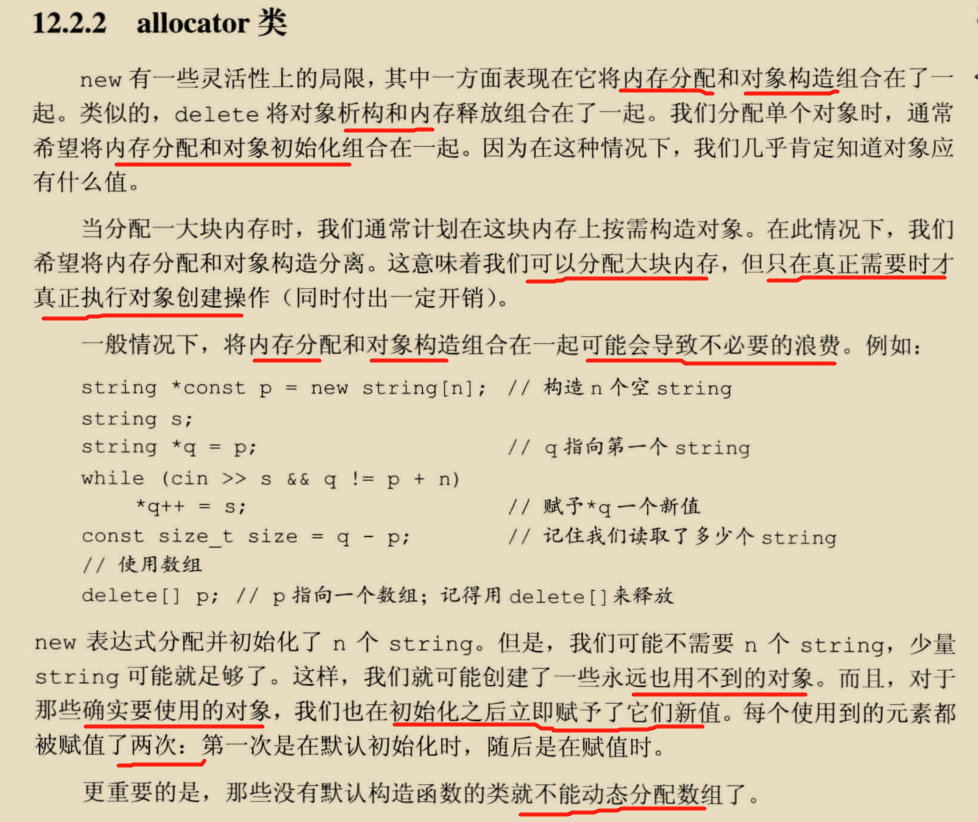 12.2.2 allocator 类
new 有一些灵活性上的局限，其中一方面表现在它将内存分配和对象构造组合在了一
起。类似的，delete 将对象析构和内存释放组合在了一起。我们分配单个对象时，通常
希望将内存分配和对象初始化组合在一起。因为在这种情况下，我们几乎肯定知道对象应
有什么值。
当分配一大块内存时，我们通常计划在这块内存上按需构造对象。在此情况下，我们
希望将内存分配和对象构造分离。这意味着我们可以分配大块内存，但只在真正需要时才
真正执行对象创建操作（同时付出一定开销）。
一般情况下，将内存分配和对象构造组合在一起可能会导致不必要的浪费。例如：
string *const p = new string[n]; // 构造 n 个空 string
string s;
string *q = p; // q 指向第一个 string
while (cin >> s && q != p + n)
*q++ = s; // 赋予*q 一个新值
const size_t size = q - p; // 记住我们读取了多少个 string
// 使用数组
delete[] p; // p 指向一个数组；记得用 delete[]来释放
new 表达式分配并初始化了 n 个 string。但是，我们可能不需要 n 个 string，少量
string 可能就足够了。这样，我们就可能创建了一些永远也用不到的对象。而且，对于
那些确实要使用的对象，我们也在初始化之后立即赋予了它们新值。每个使用到的元素都
被赋值了两次：第一次是在默认初始化时，随后是在赋值时。
更重要的是，那些没有默认构造函数的类就不能动态分配数组了。